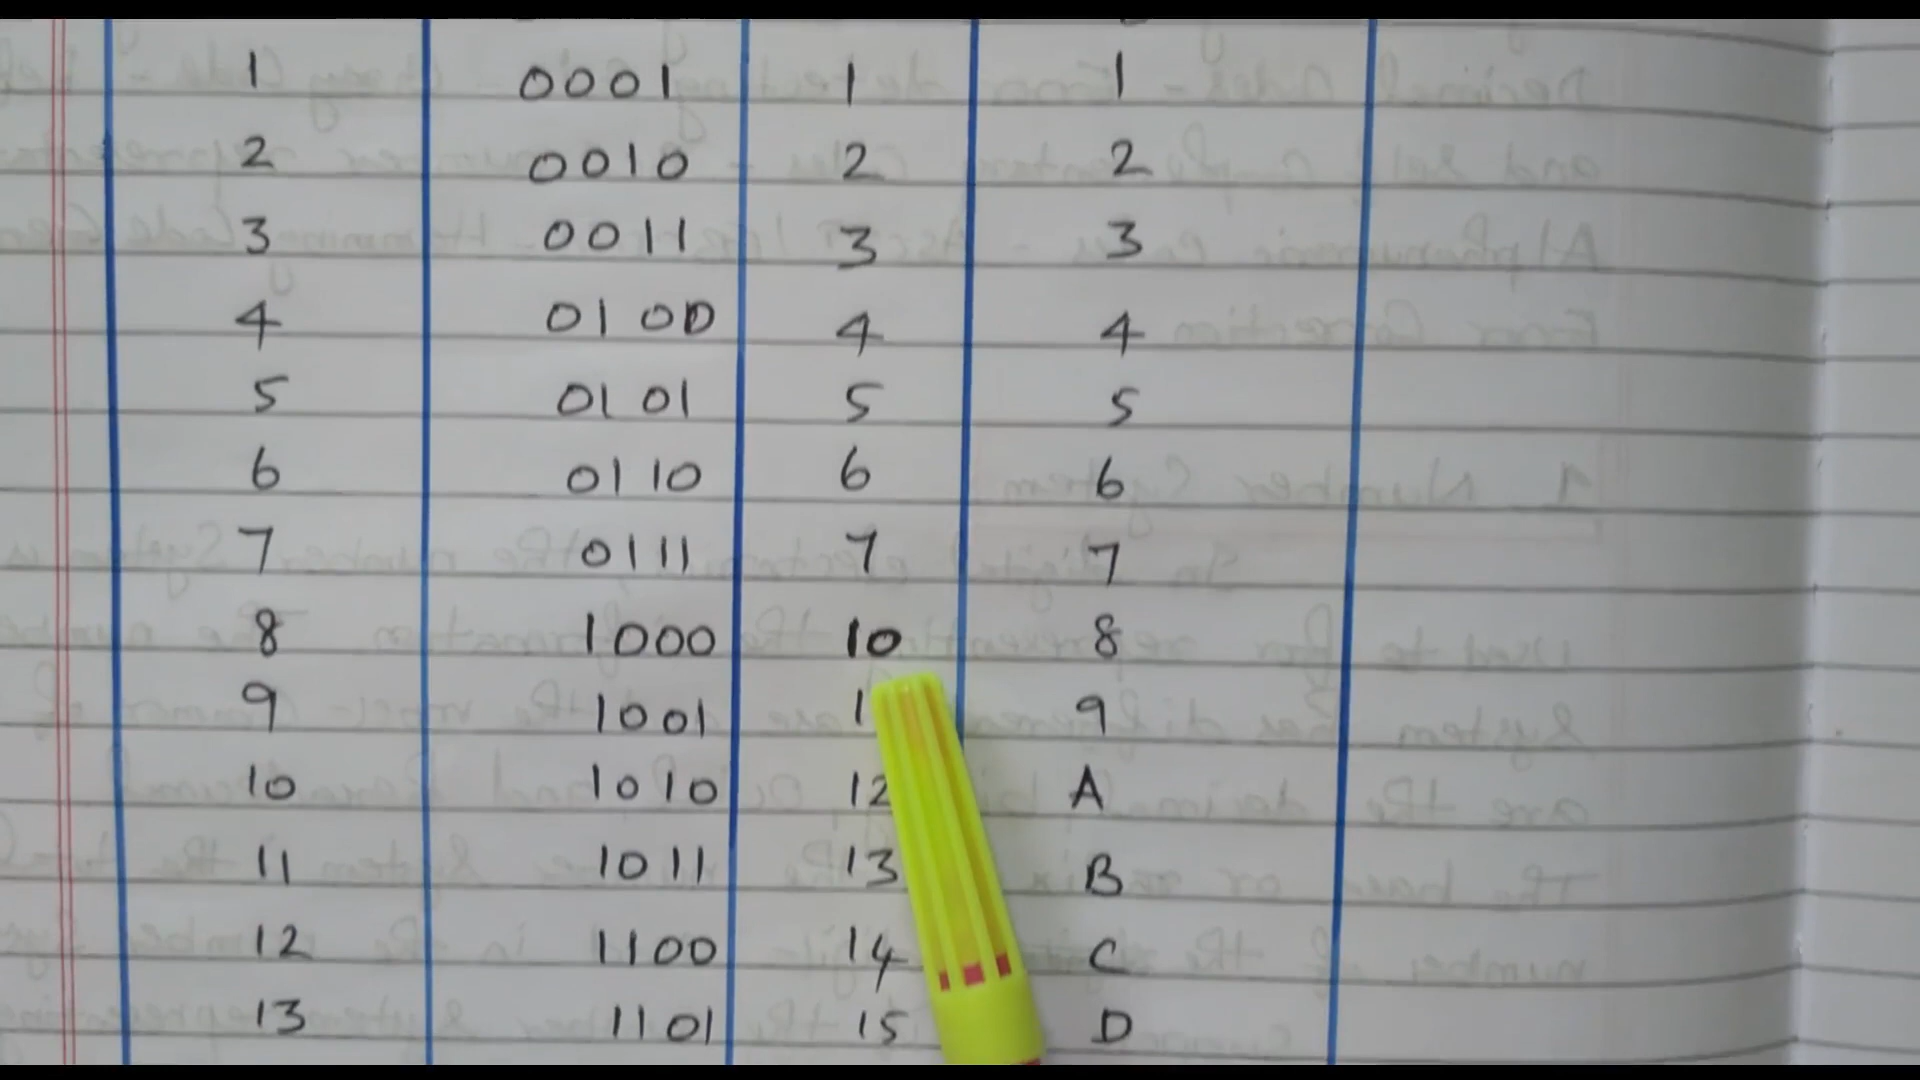 1 0001 1 1
2 0010 2 2
3 0011 3 3
4 0100 4 4
5 0101 5 5
6 0110 6 6
7 0111 7 7
8 1000 10 8
9 1001 1 9
10 1010 12 A
11 1011 13 B
12 1100 14 C
13 1101 15 D